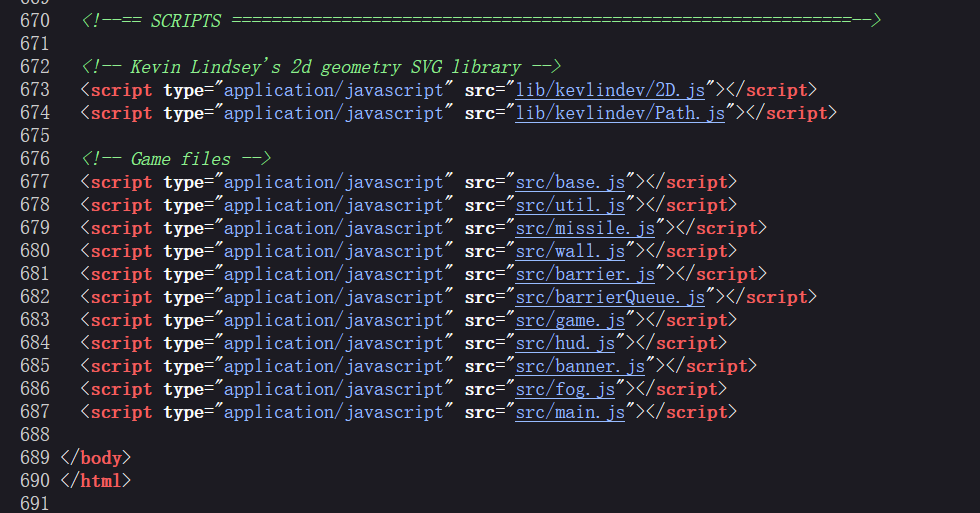 669
670 <!--== SCRIPTS ==============================================================-->
671
672 <!-- Kevin Lindsey's 2d geometry SVG library -->
673 <script type="application/javascript" src="lib/kevlindev/2D.js"></script>
674 <script type="application/javascript" src="lib/kevlindev/Path.js"></script>
675
676 <!-- Game files -->
677 <script type="application/javascript" src="src/base.js"></script>
678 <script type="application/javascript" src="src/util.js"></script>
679 <script type="application/javascript" src="src/missile.js"></script>
680 <script type="application/javascript" src="src/wall.js"></script>
681 <script type="application/javascript" src="src/barrier.js"></script>
682 <script type="application/javascript" src="src/barrierQueue.js"></script>
683 <script type="application/javascript" src="src/game.js"></script>
684 <script type="application/javascript" src="src/hud.js"></script>
685 <script type="application/javascript" src="src/banner.js"></script>
686 <script type="application/javascript" src="src/fog.js"></script>
687 <script type="application/javascript" src="src/main.js"></script>
688
689 </body>
690 </html>
691